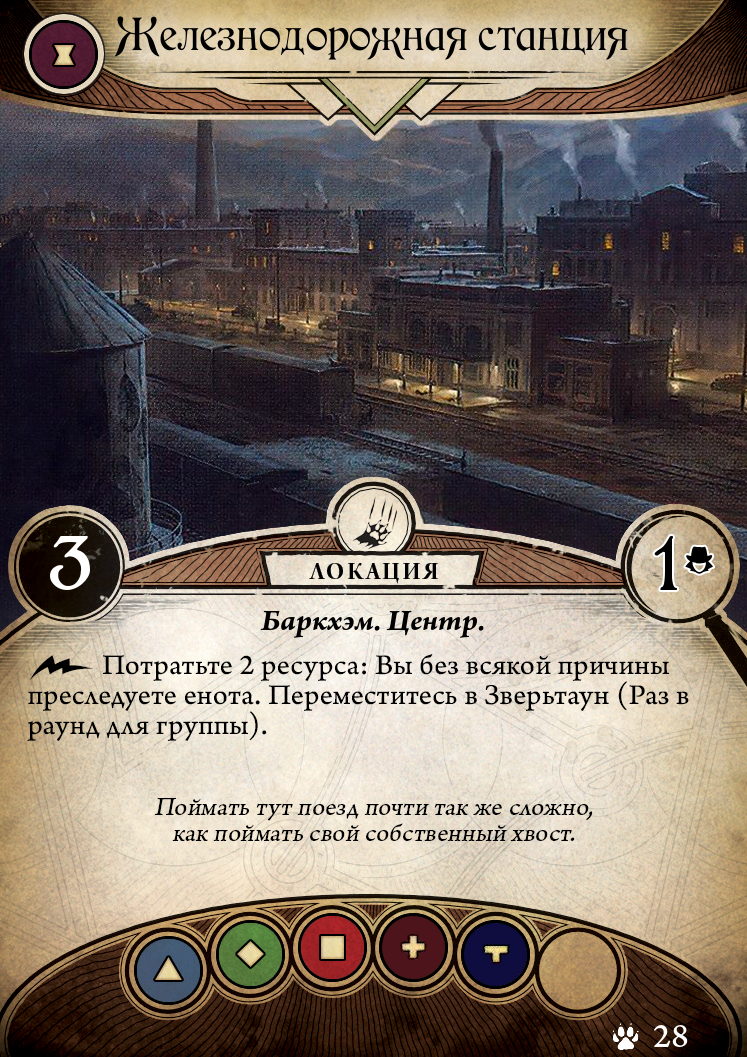 Железнодорожная станция
3
ЛОКАЦИЯ
1
Баркхэм. Центр.
Потратьте 2 ресурса: Вы без всякой причины
преследуете енота. Переместитесь в Зверьтаун (Раз в
раунд для группы).
Поймать тут поезд почти так же сложно,
как поймать свой собственный хвост.
28